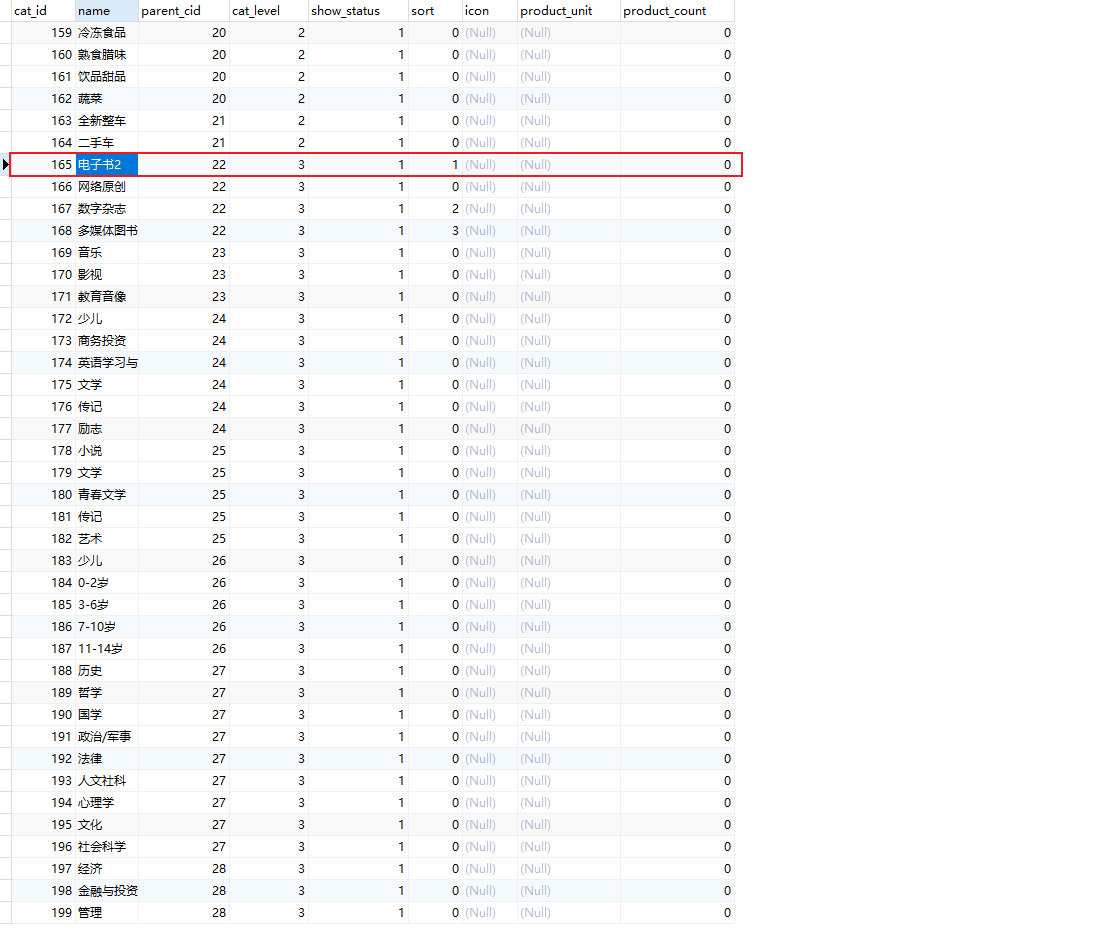 cat_id name parent_cid cat_level show_status sort icon product_unit product_count
159 冷冻食品 20 2 1 0 (Null) (Null) 0
160 熟食腊味 20 2 1 0 (Null) (Null) 0
161 饮品甜品 20 2 1 0 (Null) (Null) 0
162 蔬菜 20 2 1 0 (Null) (Null) 0
163 全新整车 21 2 1 0 (Null) (Null) 0
164 二手车 21 2 1 0 (Null) (Null) 0
165 电子书2 22 3 1 1 (Null) (Null) 0
166 网络原创 22 3 1 0 (Null) (Null) 0
167 数字杂志 22 3 1 2 (Null) (Null) 0
168 多媒体图书 22 3 1 3 (Null) (Null) 0
169 音乐 23 3 1 0 (Null) (Null) 0
170 影视 23 3 1 0 (Null) (Null) 0
171 教育音像 23 3 1 0 (Null) (Null) 0
172 少儿 24 3 1 0 (Null) (Null) 0
173 商务投资 24 3 1 0 (Null) (Null) 0
174 英语学习与 24 3 1 0 (Null) (Null) 0
175 文学 24 3 1 0 (Null) (Null) 0
176 传记 24 3 1 0 (Null) (Null) 0
177 励志 24 3 1 0 (Null) (Null) 0
178 小说 25 3 1 0 (Null) (Null) 0
179 文学 25 3 1 0 (Null) (Null) 0
180 青春文学 25 3 1 0 (Null) (Null) 0
181 传记 25 3 1 0 (Null) (Null) 0
182 艺术 25 3 1 0 (Null) (Null) 0
183 少儿 26 3 1 0 (Null) (Null) 0
184 0-2岁 26 3 1 0 (Null) (Null) 0
185 3-6岁 26 3 1 0 (Null) (Null) 0
186 7-10岁 26 3 1 0 (Null) (Null) 0
187 11-14岁 26 3 1 0 (Null) (Null) 0
188 历史 27 3 1 0 (Null) (Null) 0
189 哲学 27 3 1 0 (Null) (Null) 0
190 国学 27 3 1 0 (Null) (Null) 0
191 政治/军事 27 3 1 0 (Null) (Null) 0
192 法律 27 3 1 0 (Null) (Null) 0
193 人文社科 27 3 1 0 (Null) (Null) 0
194 心理学 27 3 1 0 (Null) (Null) 0
195 文化 27 3 1 0 (Null) (Null) 0
196 社会科学 27 3 1 0 (Null) (Null) 0
197 经济 28 3 1 0 (Null) (Null) 0
198 金融与投资 28 3 1 0 (Null) (Null) 0
199 管理 28 3 1 0 (Null) (Null) 0